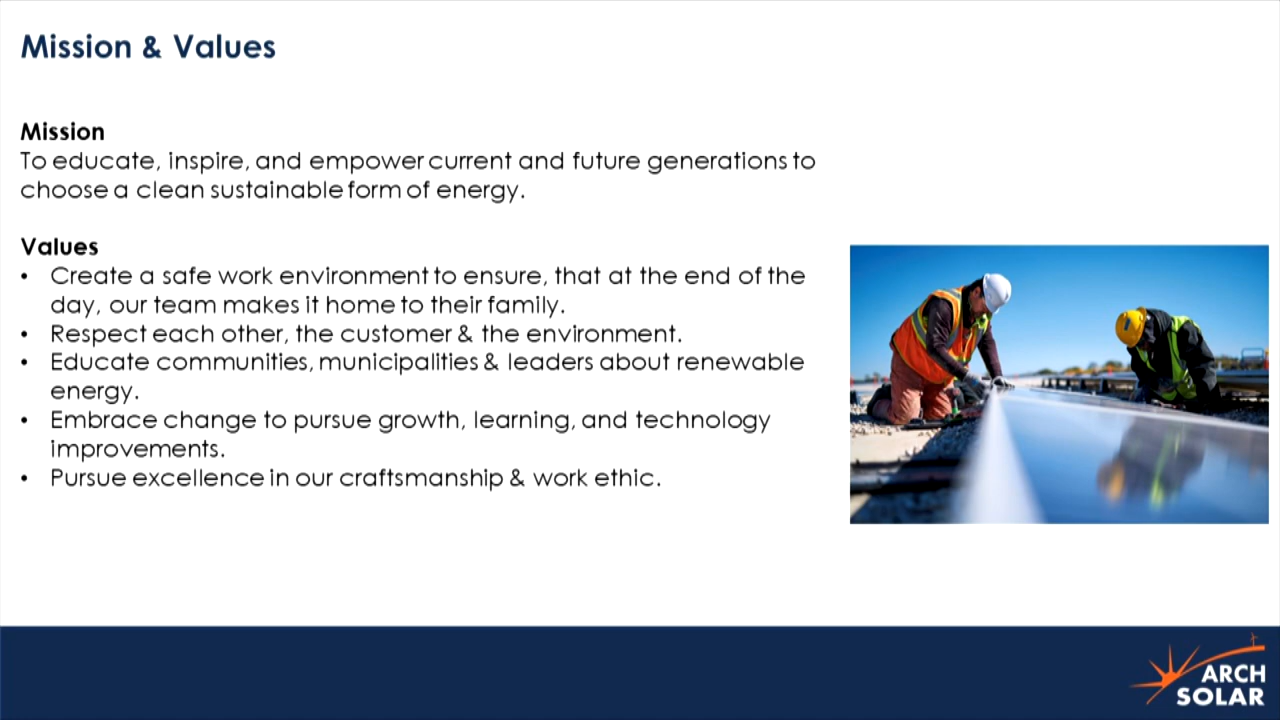 Mission & Values
Mission
To educate, inspire, and empower current and future generations to
choose a clean sustainable form of energy.
Values
• Create a safe work environment to ensure, that at the end of the
day, our team makes it home to their family.
• Respect each other, the customer & the environment.
• Educate communities, municipalities & leaders about renewable
energy.
• Embrace change to pursue growth, learning, and technology
improvements.
• Pursue excellence in our craftsmanship & work ethic.
ARCH
SOLAR